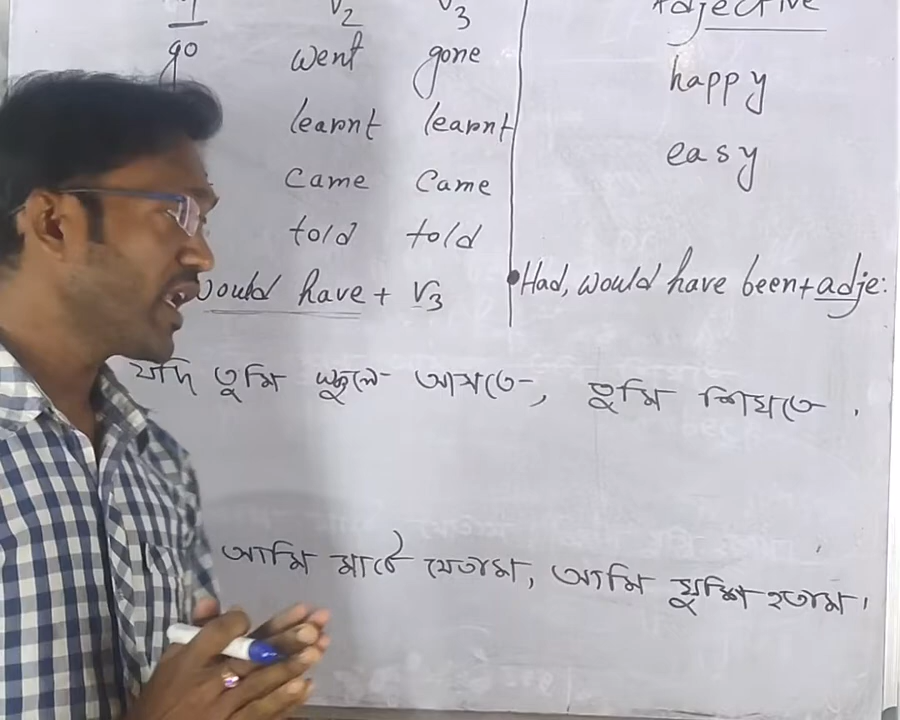 V2 V3 Adjective
go went gone happy
learnt learnt easy
came came
told told
would have + V3 •Had, would have been+adje:
যদি তুমি স্কুলে আসতে, তুমি শিখতে .
আমি মাঠে যেতাম, আমি খুশি হতাম।